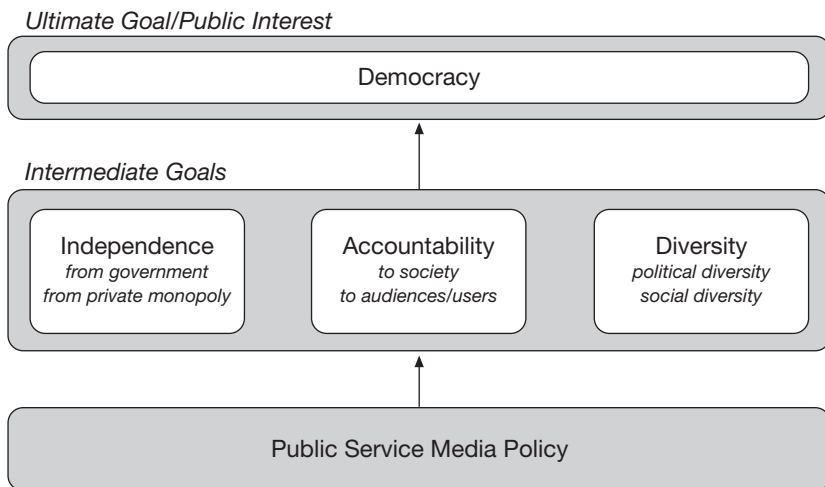 Ultimate Goal/Public Interest
Democracy
Intermediate Goals
Independence
from government
from private monopoly
Accountability
to society
to audiences/users
Diversity
political diversity
social diversity
Public Service Media Policy